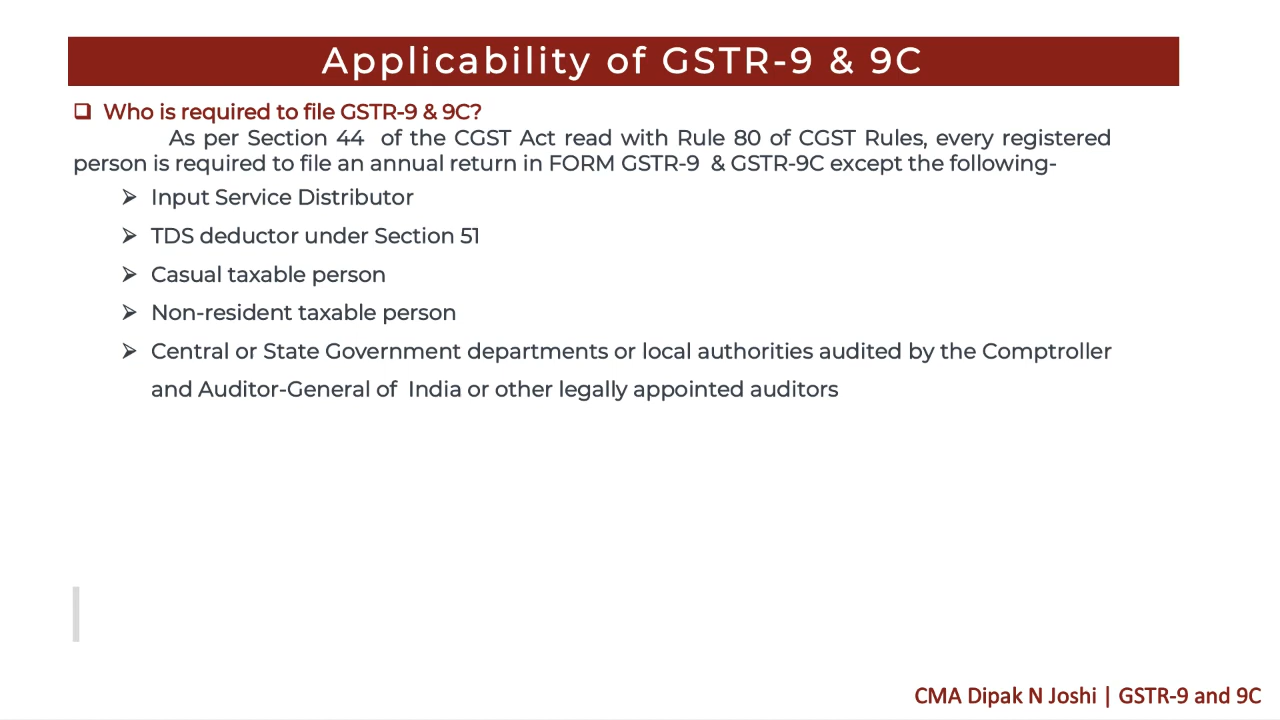 Applicability of GSTR-9 & 9C
❑ Who is required to file GSTR-9 & 9C?
As per Section 44 of the CGST Act read with Rule 80 of CGST Rules, every registered
person is required to file an annual return in FORM GSTR-9 & GSTR-9C except the following-
➢ Input Service Distributor
➢ TDS deductor under Section 51
➢ Casual taxable person
➢ Non-resident taxable person
➢ Central or State Government departments or local authorities audited by the Comptroller
and Auditor-General of India or other legally appointed auditors
CMA Dipak N Joshi | GSTR-9 and 9C